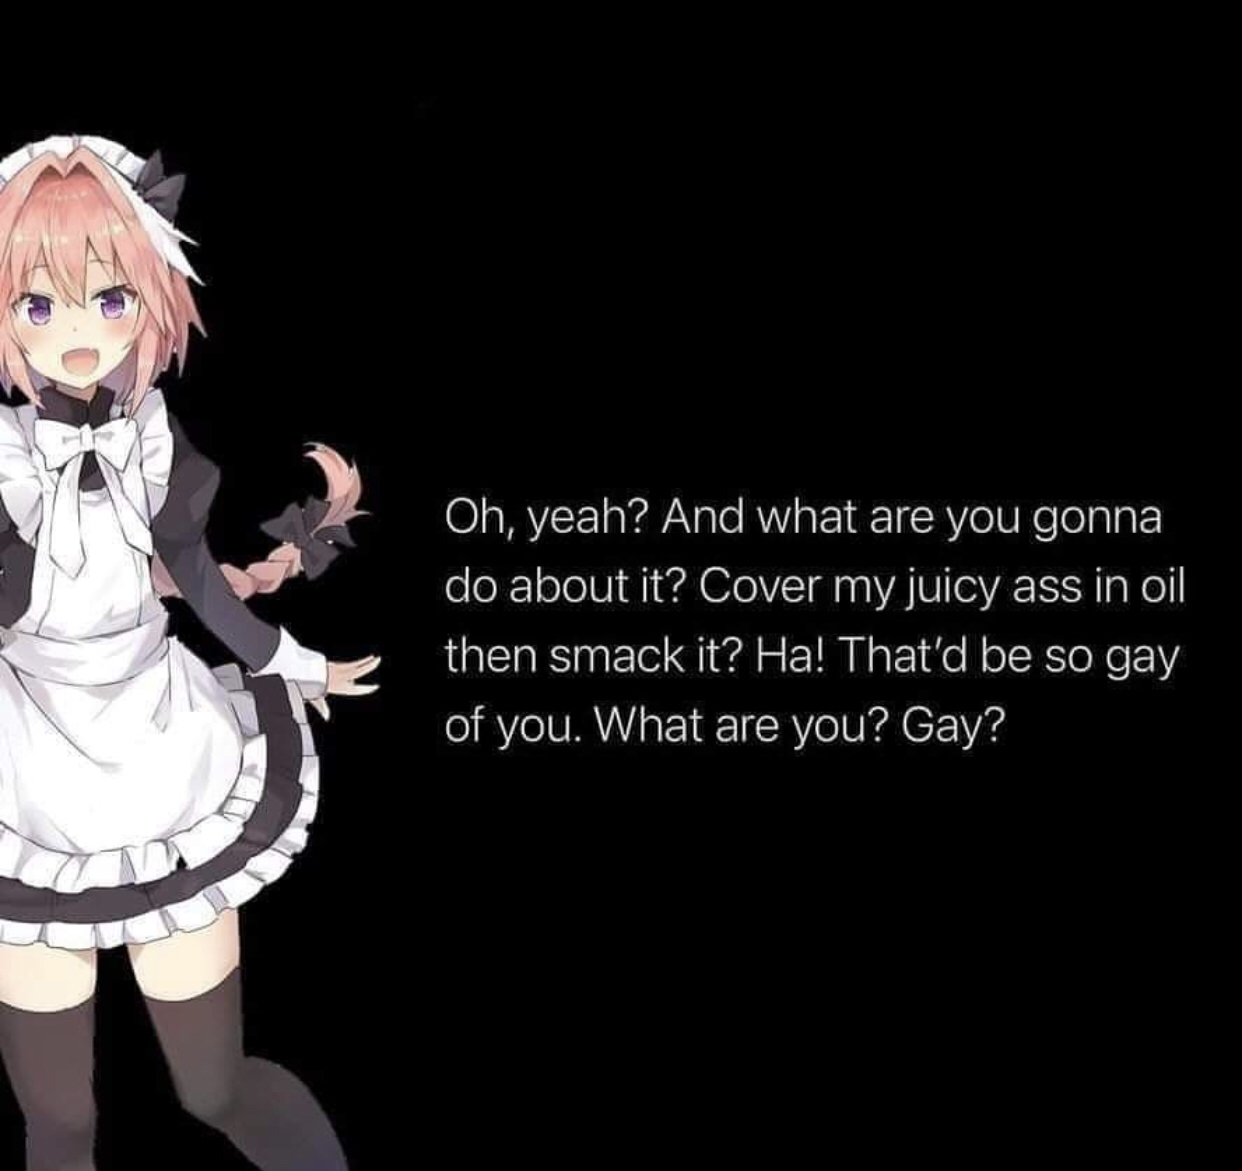 Oh, yeah? And what are you gonna
do about it? Cover my juicy ass in oil
then smack it? Ha! That'd be so gay
of you. What are you? Gay?